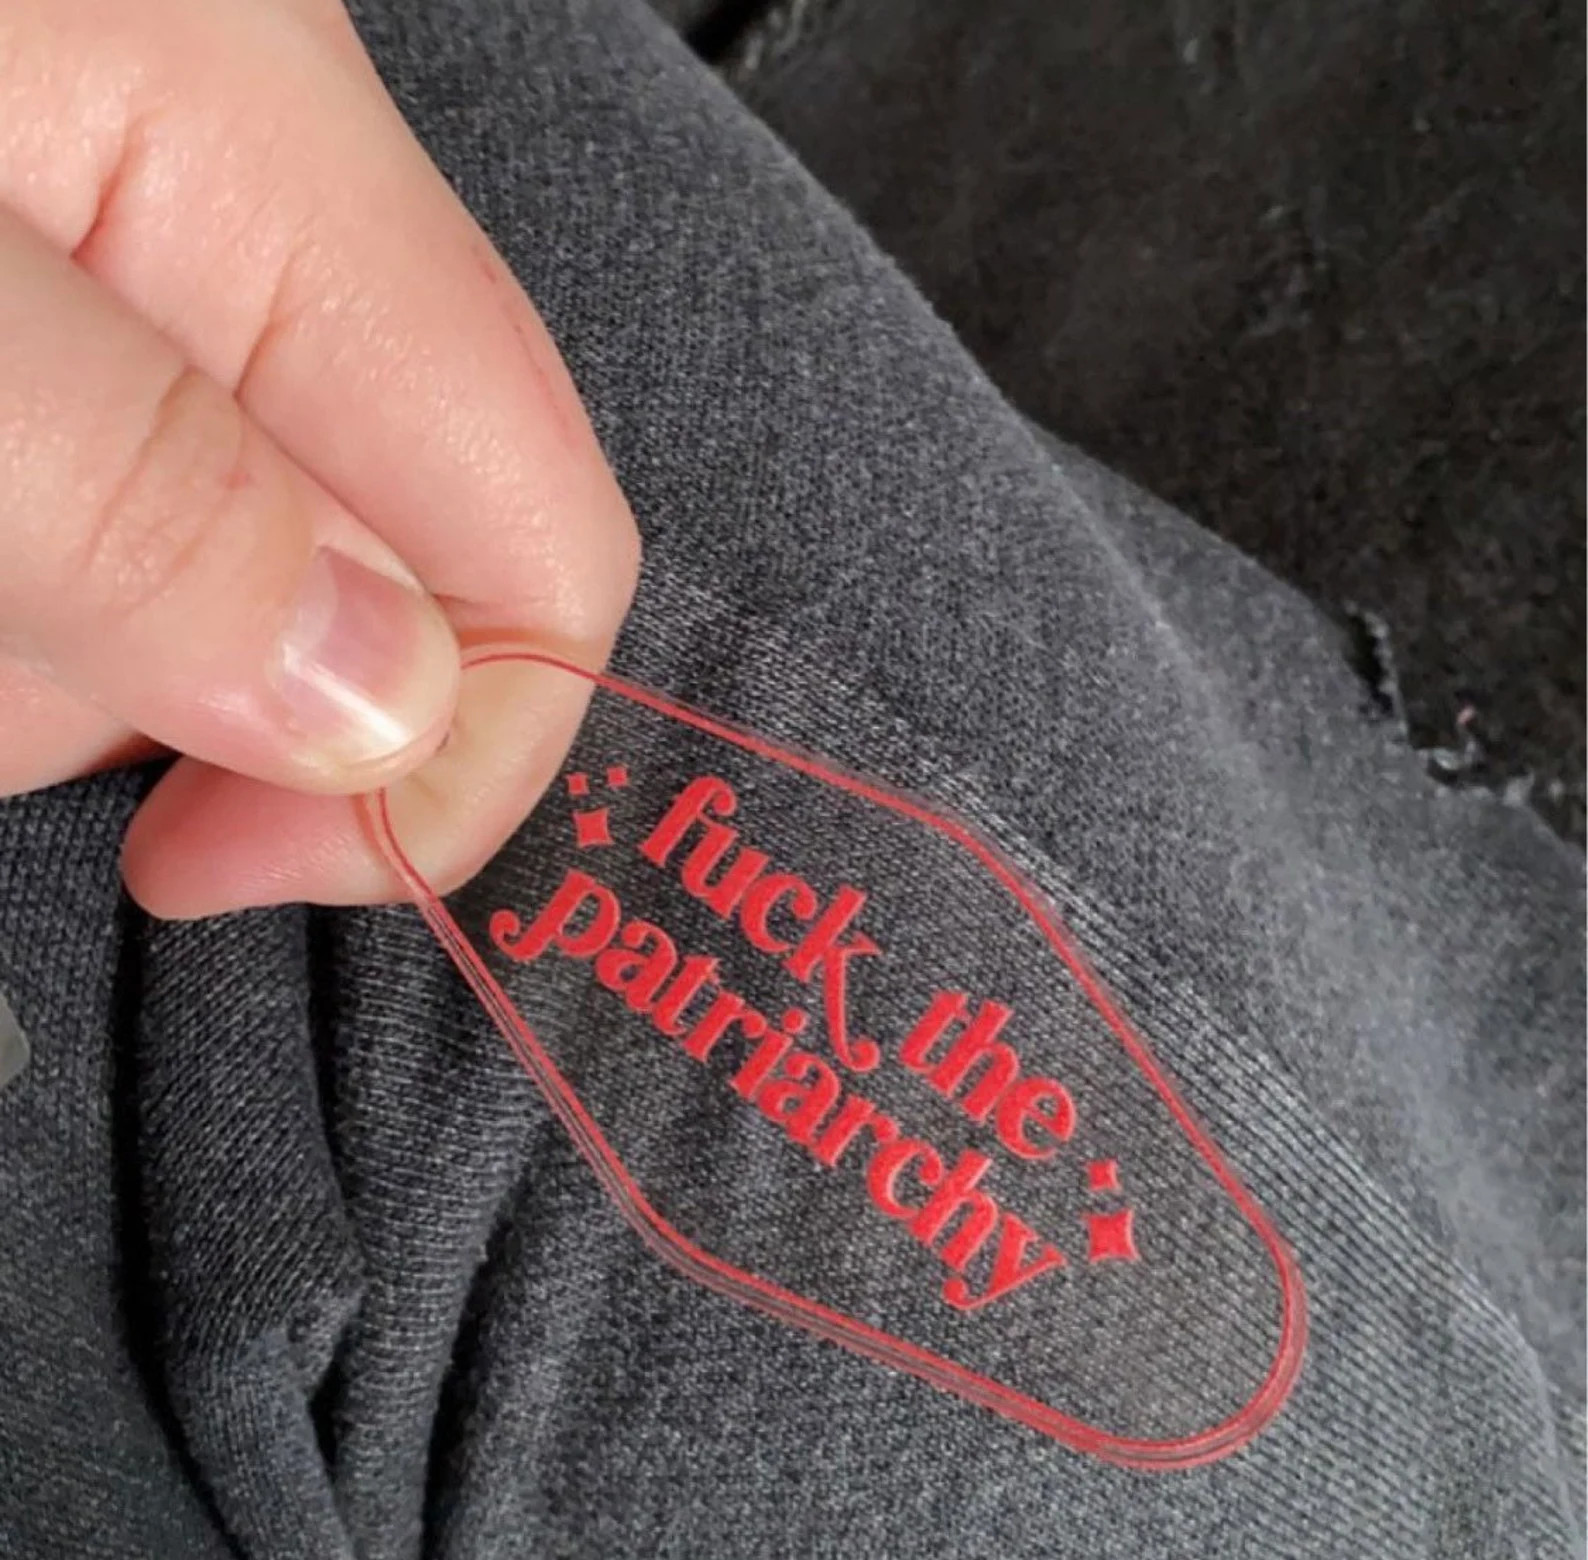 fuck the
patriarchy